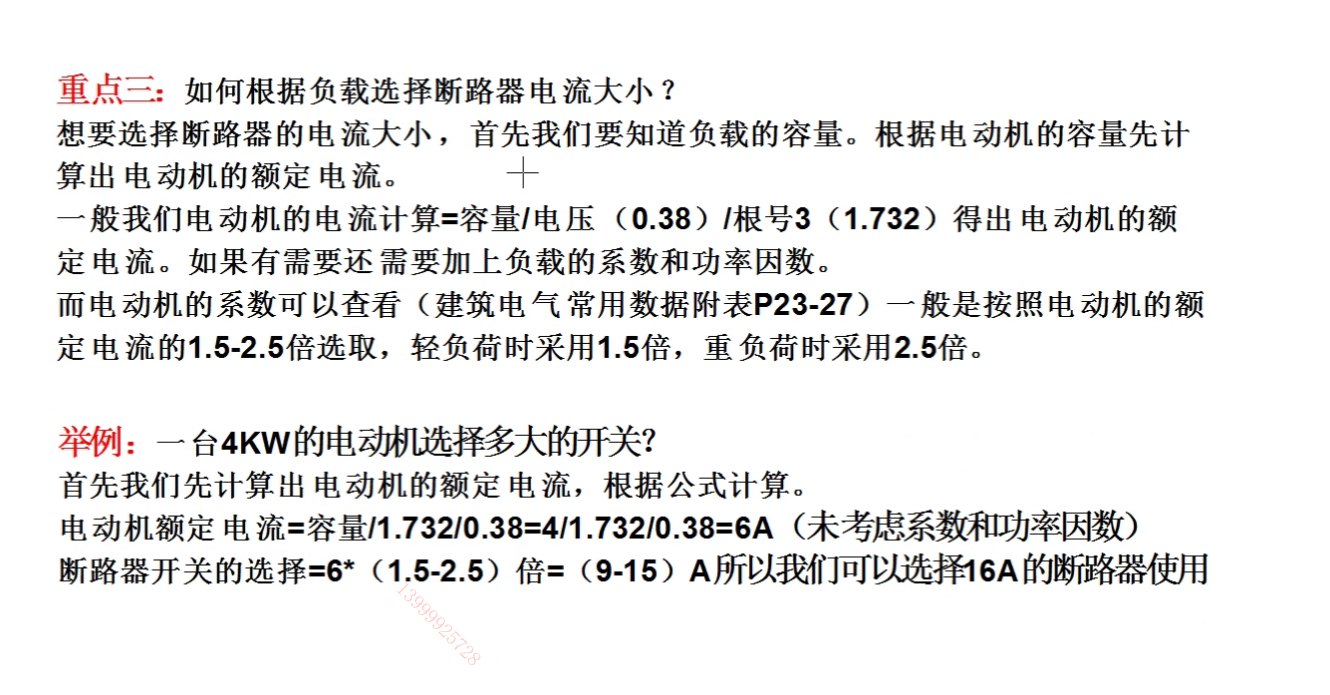 重点三：如何根据负载选择断路器电流大小？
想要选择断路器的电流大小，首先我们要知道负载的容量。根据电动机的容量先计
算出电动机的额定电流。
一般我们电动机的电流计算=容量/电压（0.38）/根号3（1.732）得出电动机的额
定电流。如果有需要还需要加上负载的系数和功率因数。
而电动机的系数可以查看（建筑电气常用数据附表P23-27）一般是按照电动机的额
定电流的1.5-2.5倍选取，轻负荷时采用1.5倍，重负荷时采用2.5倍。
举例：一台4KW的电动机选择多大的开关？
首先我们先计算出电动机的额定电流，根据公式计算。
电动机额定电流=容量/1.732/0.38=4/1.732/0.38=6A（未考虑系数和功率因数）
断路器开关的选择=6*（1.5-2.5）倍=（9-15）A所以我们可以选择16A的断路器使用
13999925728